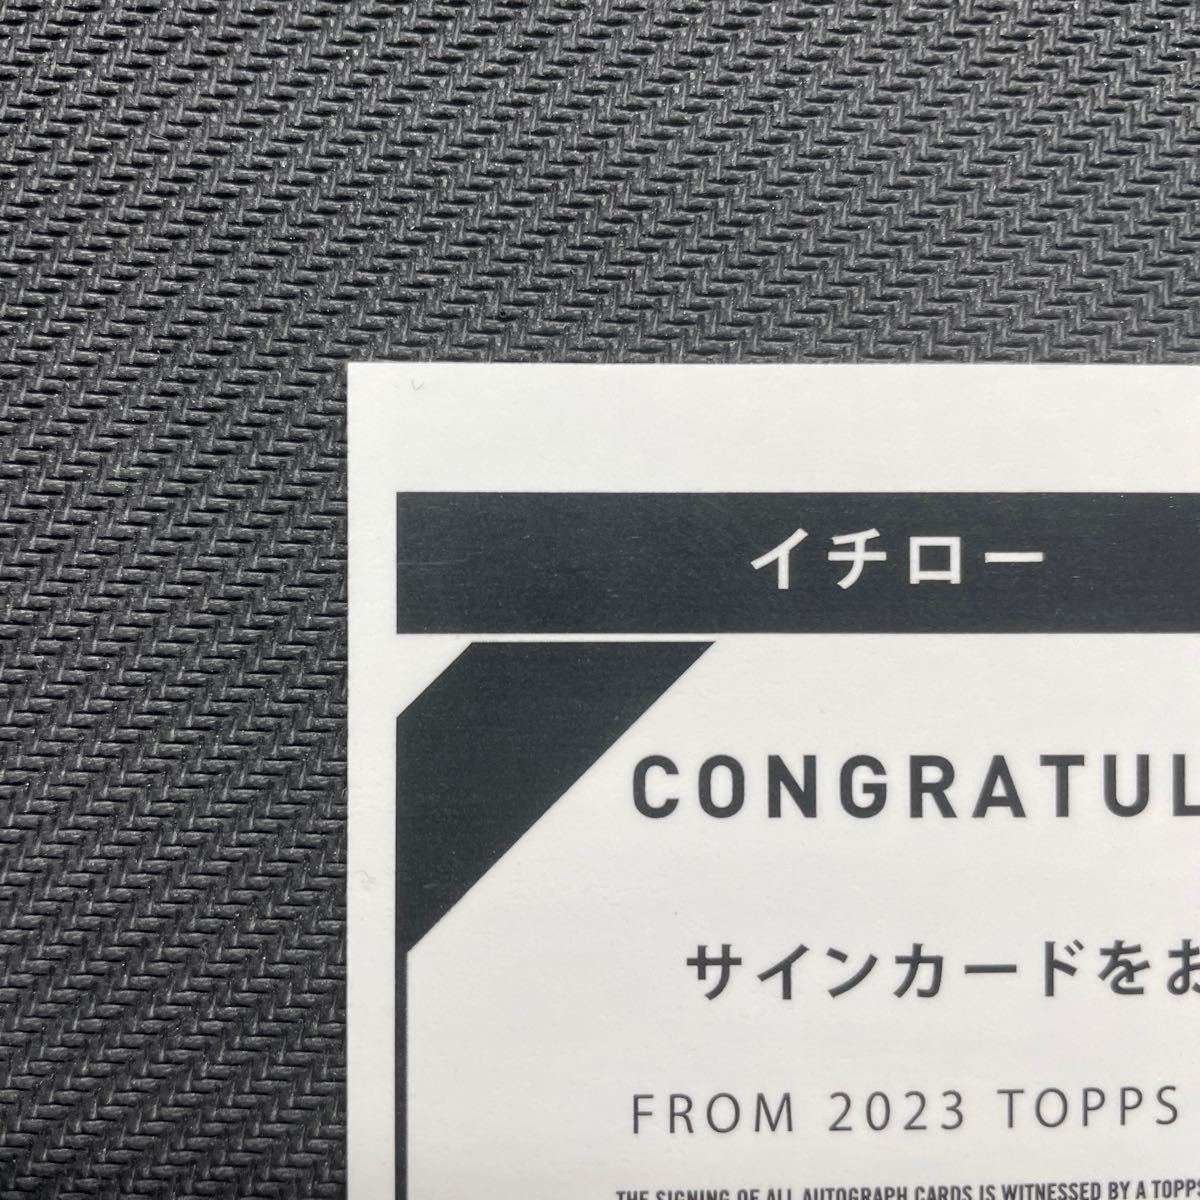 イチロー
CONGRATUL
サインカードをお
FROM 2023 TOPPS
THE SIGNING OF ALL AUTOGRAPH CARDS IS WITNESSED BY A TOPPS